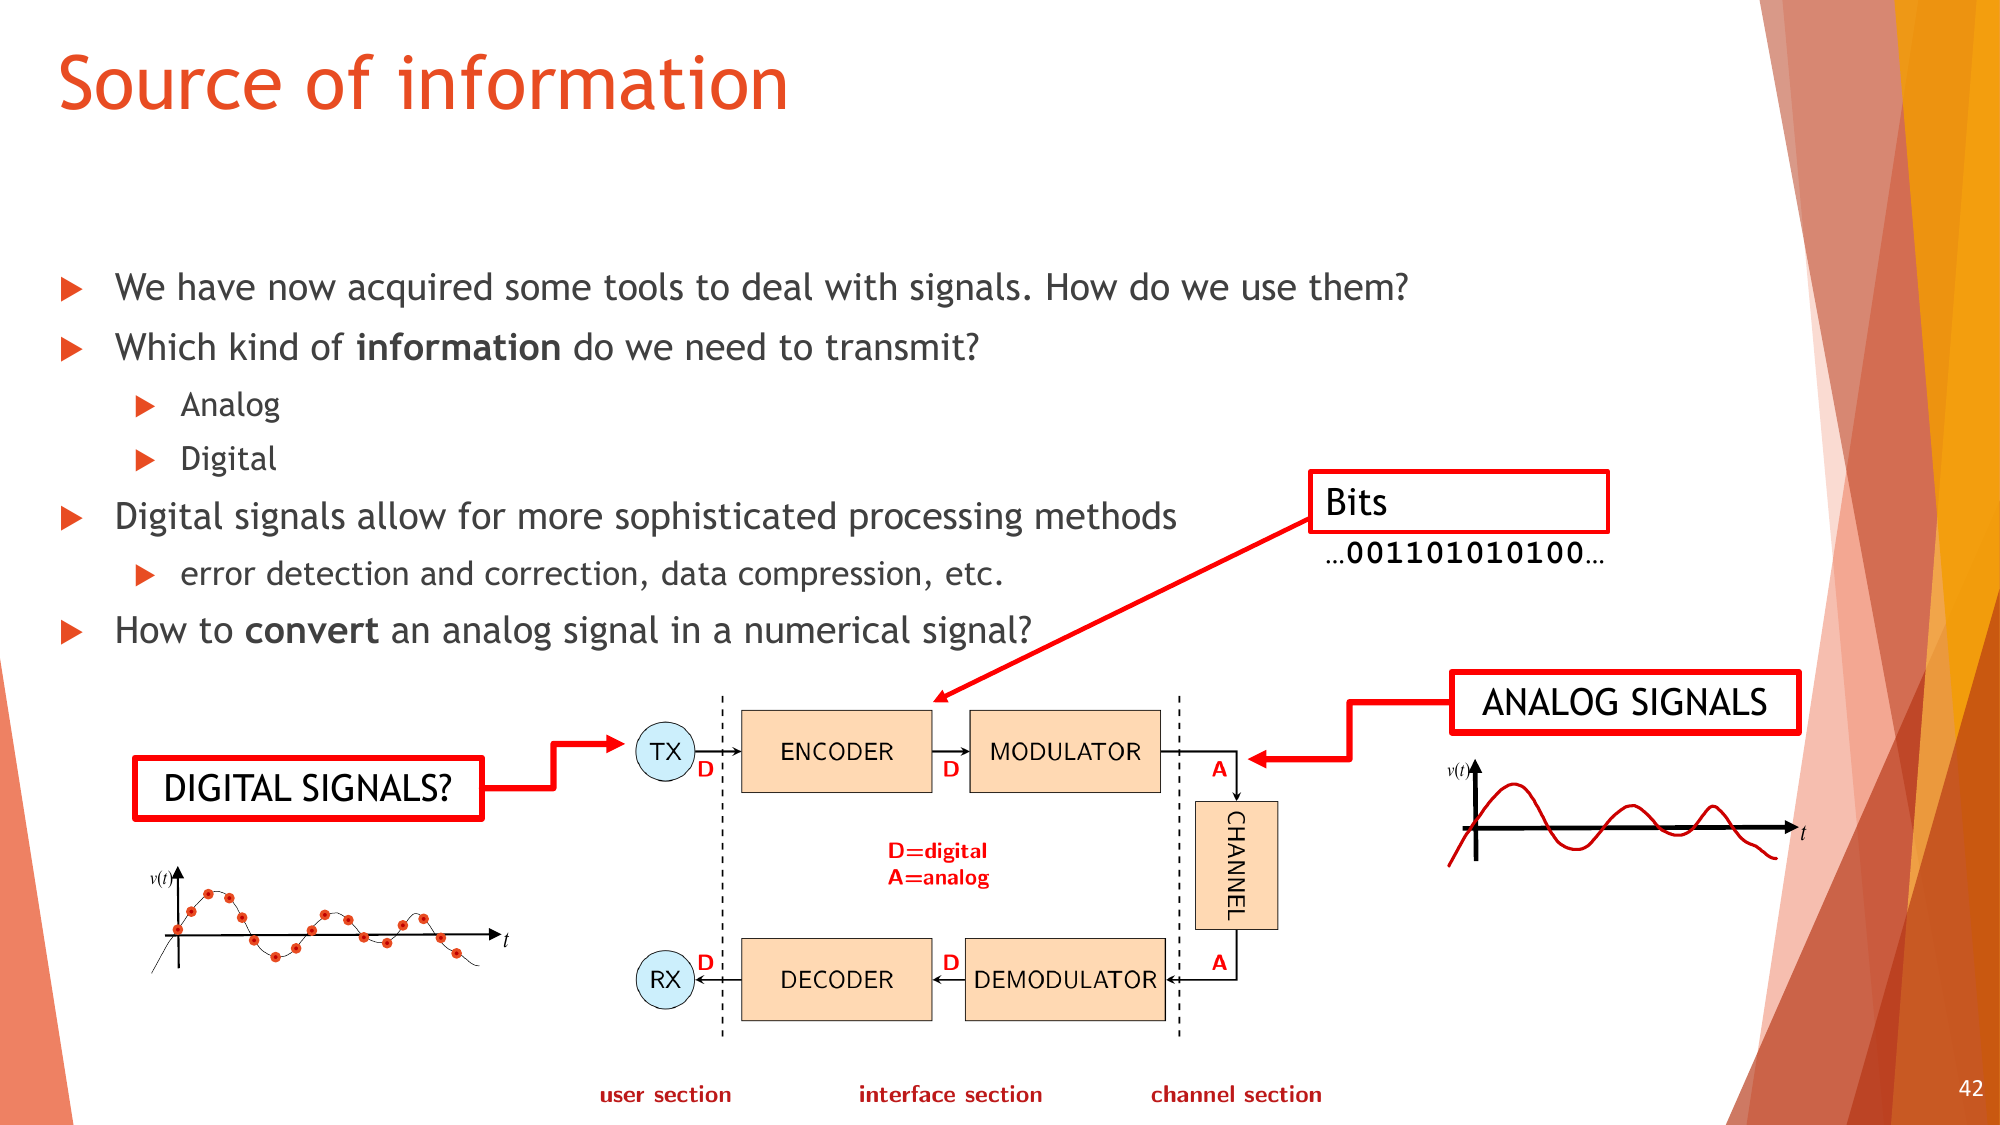 Source of information
We have now acquired some tools to deal with signals. How do we use them?
Which kind of information do we need to transmit?
Analog
Digital
Digital signals allow for more sophisticated processing methods
error detection and correction, data compression, etc.
How to convert an analog signal in a numerical signal?
Bits
…001101010100…
ANALOG SIGNALS
DIGITAL SIGNALS?
TX
D
ENCODER
D
MODULATOR
A
CHANNEL
v(t)
t
D=digital
A=analog
v(t)
t
RX
D
DECODER
D
DEMODULATOR
A
user section
interface section
channel section
42